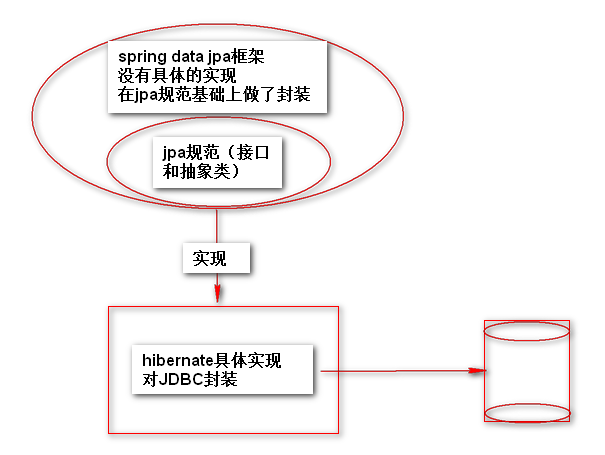 spring data jpa框架
没有具体的实现
在jpa规范基础上做了封装
jpa规范（接口
和抽象类）
实现
hibernate具体实现
对JDBC封装